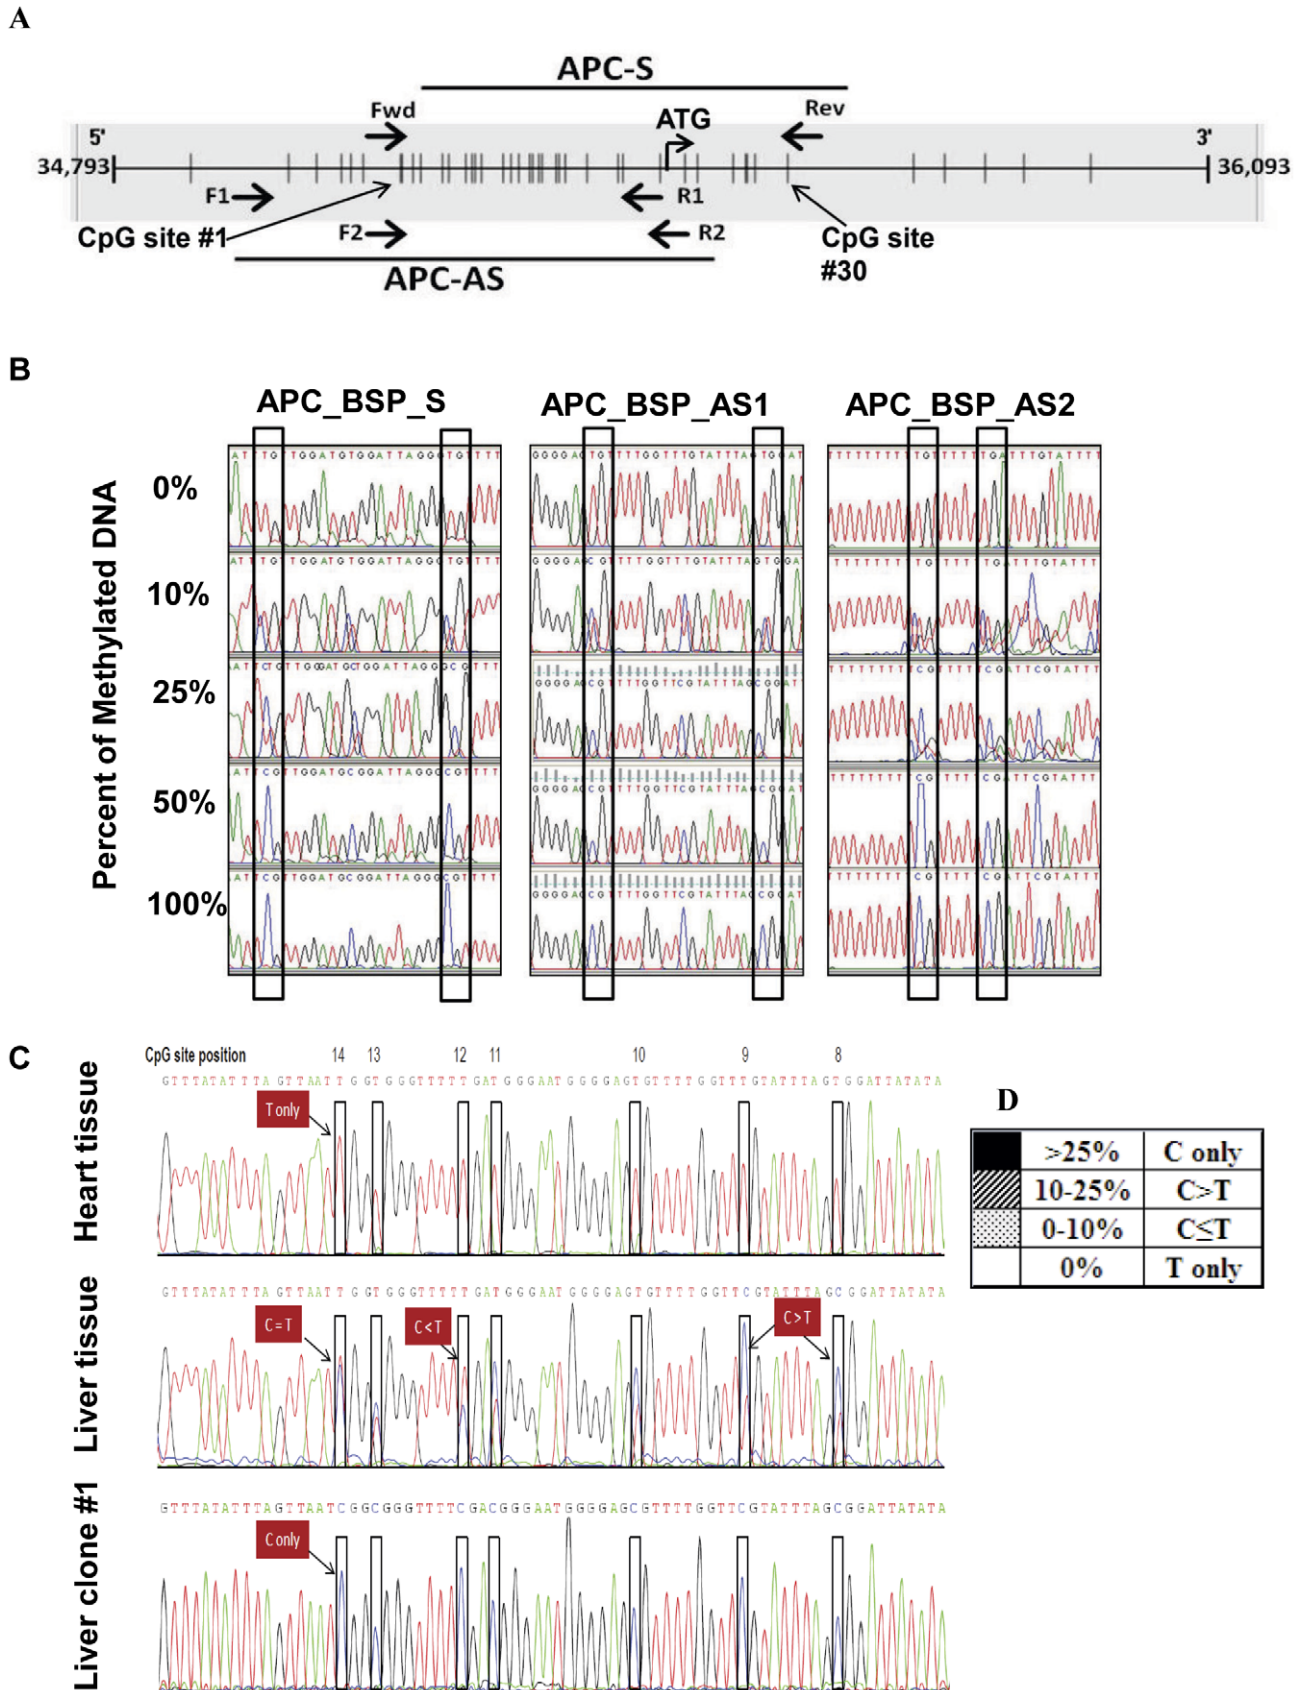 A
APC-S
Fwd
Rev
ATG
5'
3'
34,793
36,093
F1
R1
CpG site #1
F2
R2
CpG site
#30
APC-AS
B
APC_BSP_S
APC_BSP_AS1
APC_BSP_AS2
Percent of Methylated DNA
0%
10%
25%
50%
100%
C
CpG site position
14 13 12 11 10 9 8
Heart tissue
GTTTATATTTAGTTAATTGGTGGGTTTTTGATGGGAATGGGGAGTGTTTTGGTTTGTATTTAGTGGATTATATA
T only
Liver tissue
GTTTATATTTAGTTAATTGGTGGGTTTTTGATGGGAATGGGGAGTGTTTTGGTTCGTATTTAGCGGATTATATA
C=T
C<T
C>T
Liver clone #1
GTTTATATTTAGTTAATCGGCGGGTTTTCGACGGGAATGGGGAGCGTTTTGGTTCGTATTTAGCGGATTATATA
C only
D
>25% C only
10-25% C>T
0-10% C≤T
0% T only